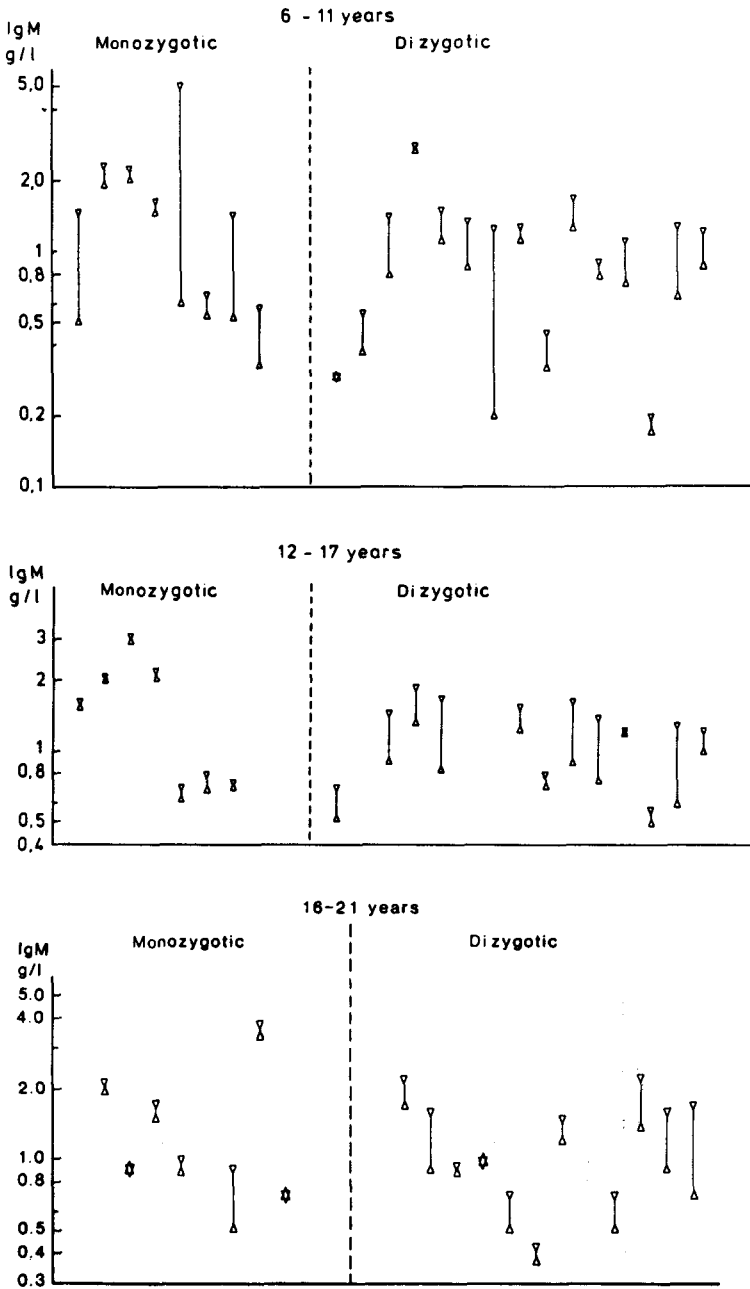 6 - 11 years
IgM
g/l
Monozygotic
Dizygotic
5,0
2,0
1
0,8
0,5
0,2
0,1
12 - 17 years
IgM
g/l
Monozygotic
Dizygotic
3
2
1
0,8
0,5
0,4
16-21 years
IgM
g/l
Monozygotic
Dizygotic
5.0
4.0
2.0
1.0
0.8
0.5
0.4
0.3